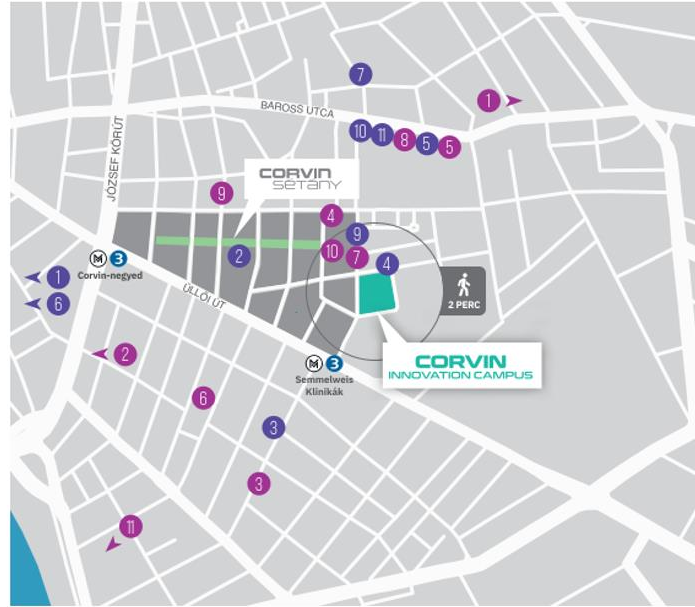 7
1
BAROSS UTCA
10 11 8 5 5
JÓZSEF KÖRÚT
CORVIN
SÉTÁNY
9
4
9
2
10 7
4
M 3
Corvin-negyed
1
6
ÜLLŐI ÚT
2 PERC
2
CORVIN
INNOVATION CAMPUS
M 3
Semmelweis
Klinikák
6
3
3
11